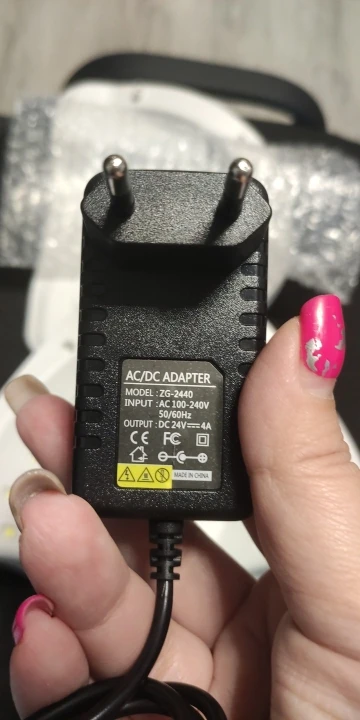 AC/DC ADAPTER
MODEL : ZG-2440
INPUT : AC 100-240V
50/60Hz
OUTPUT : DC 24V⎓4A
CE FC
MADE IN CHINA